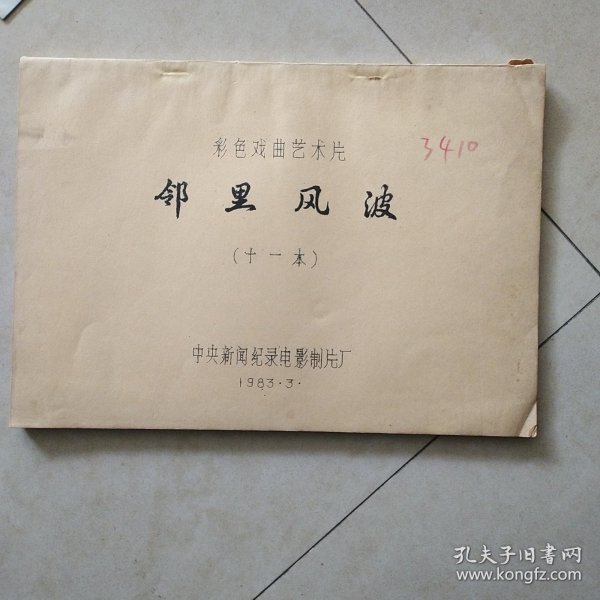 彩色戏曲艺术片
3410
邻里风波
(十一本)
中央新闻纪录电影制片厂
1983·3·
孔夫子旧书网
www.kongfz.com